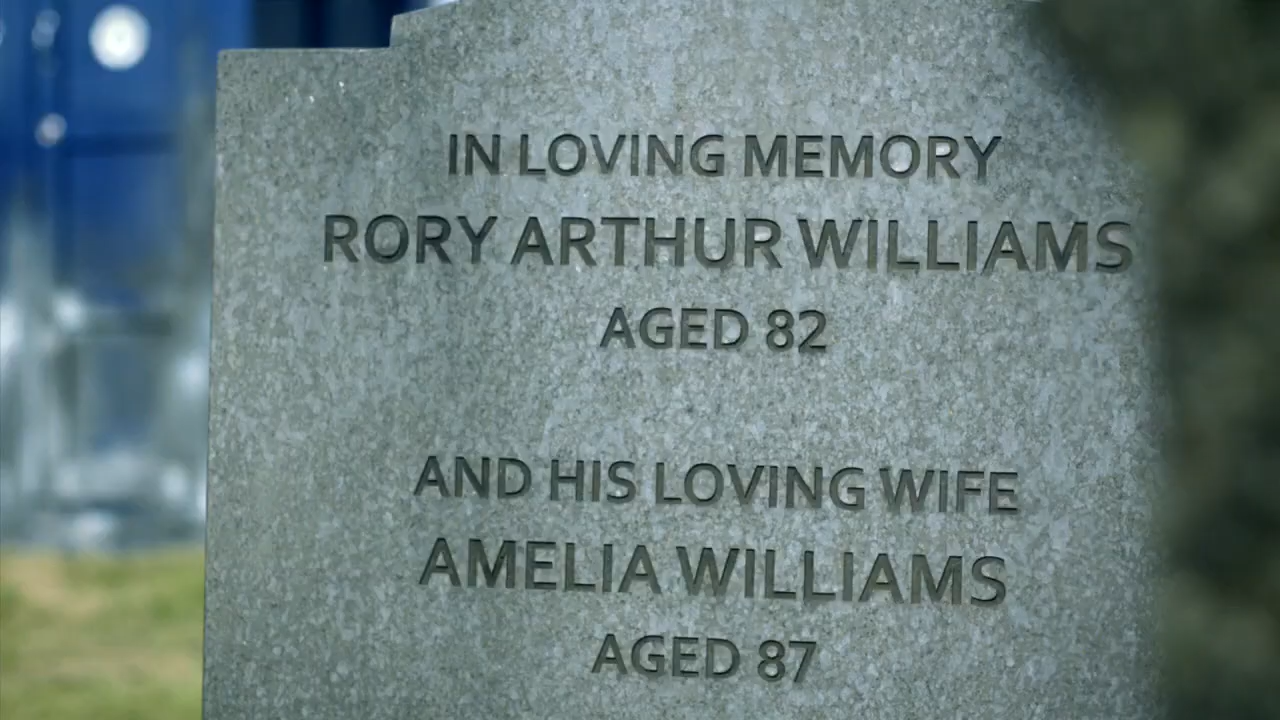 IN LOVING MEMORY
RORY ARTHUR WILLIAMS
AGED 82
AND HIS LOVING WIFE
AMELIA WILLIAMS
AGED 87